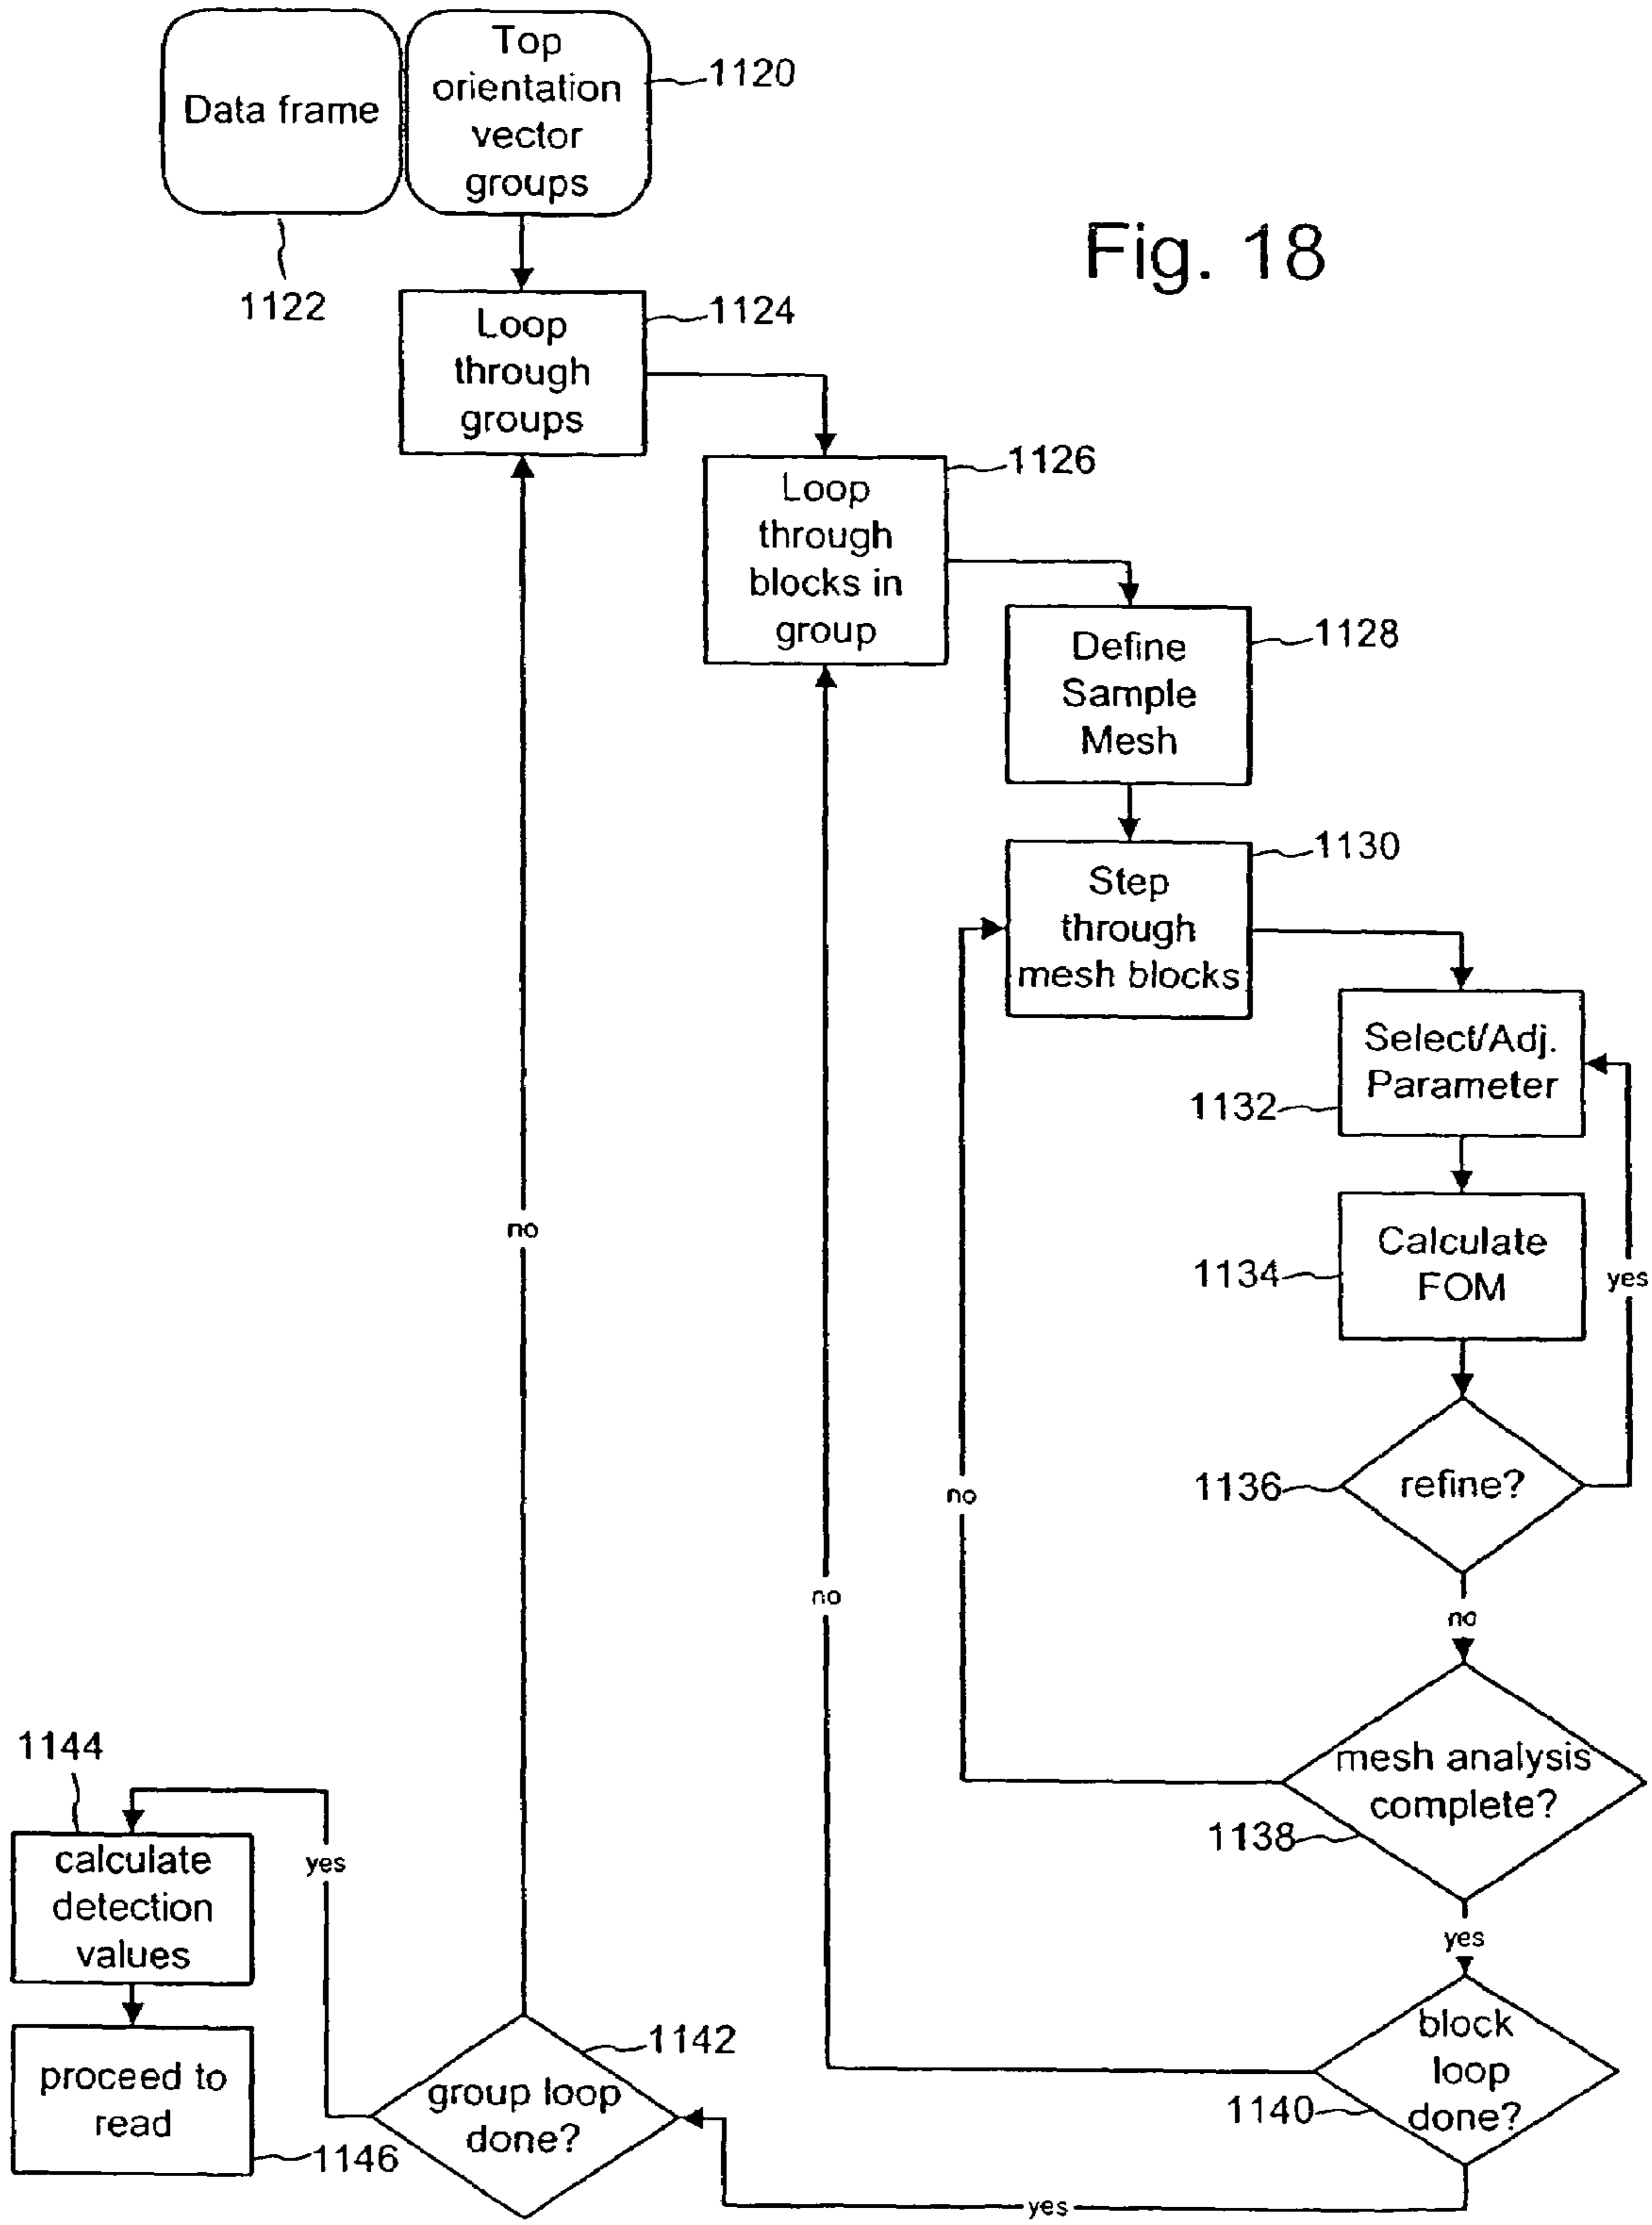 Data frame
Top
orientation
vector
groups
1120
1122
Fig. 18
Loop
through
groups
1124
Loop
through
blocks in
group
1126
Define
Sample
Mesh
1128
Step
through
mesh blocks
1130
Select/Adj.
Parameter
1132
Calculate
FOM
1134
yes
refine?
1136
no
no
no
no
mesh analysis
complete?
1138
yes
block
loop
done?
1140
yes
group loop
done?
1142
yes
1144
calculate
detection
values
proceed to
read
1146